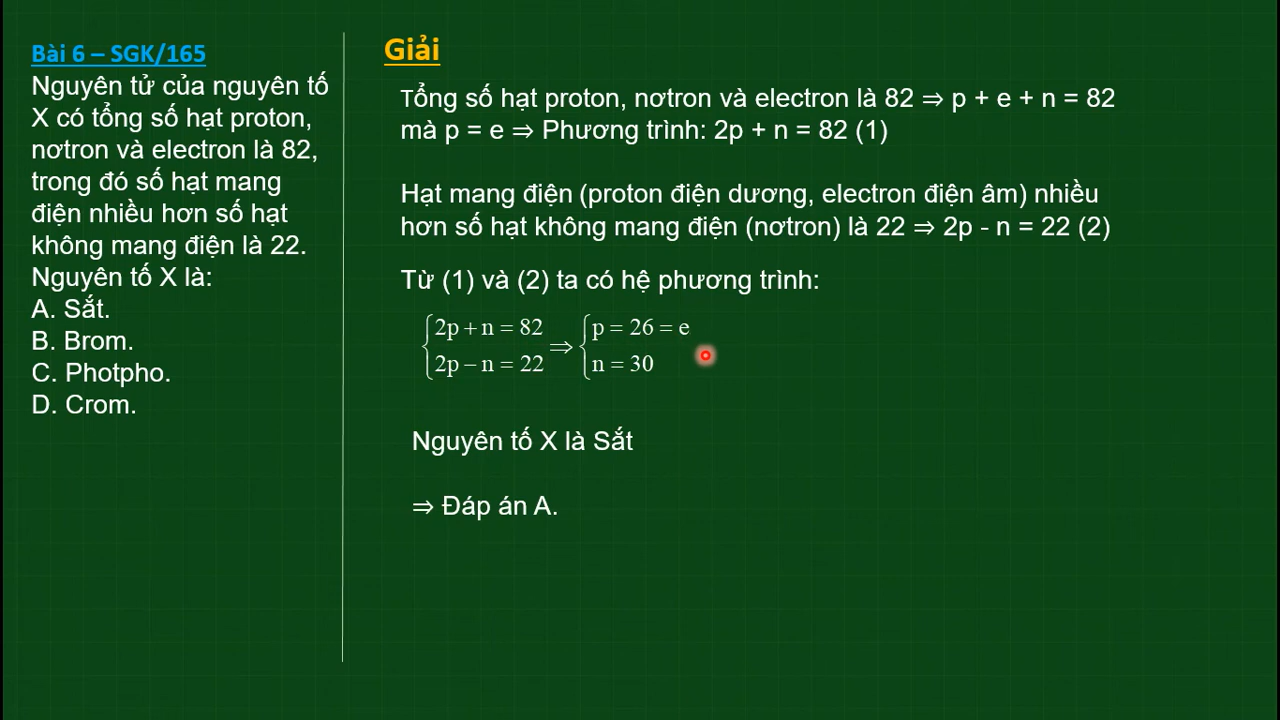 Bài 6 – SGK/165
Nguyên tử của nguyên tố
X có tổng số hạt proton,
nơtron và electron là 82,
trong đó số hạt mang
điện nhiều hơn số hạt
không mang điện là 22.
Nguyên tố X là:
A. Sắt.
B. Brom.
C. Photpho.
D. Crom.
Giải
Tổng số hạt proton, nơtron và electron là 82 ⇒ p + e + n = 82
mà p = e ⇒ Phương trình: 2p + n = 82 (1)
Hạt mang điện (proton điện dương, electron điện âm) nhiều
hơn số hạt không mang điện (nơtron) là 22 ⇒ 2p - n = 22 (2)
Từ (1) và (2) ta có hệ phương trình:
2p + n = 82 ⇒ p = 26 = e
2p – n = 22 n = 30
Nguyên tố X là Sắt
⇒ Đáp án A.